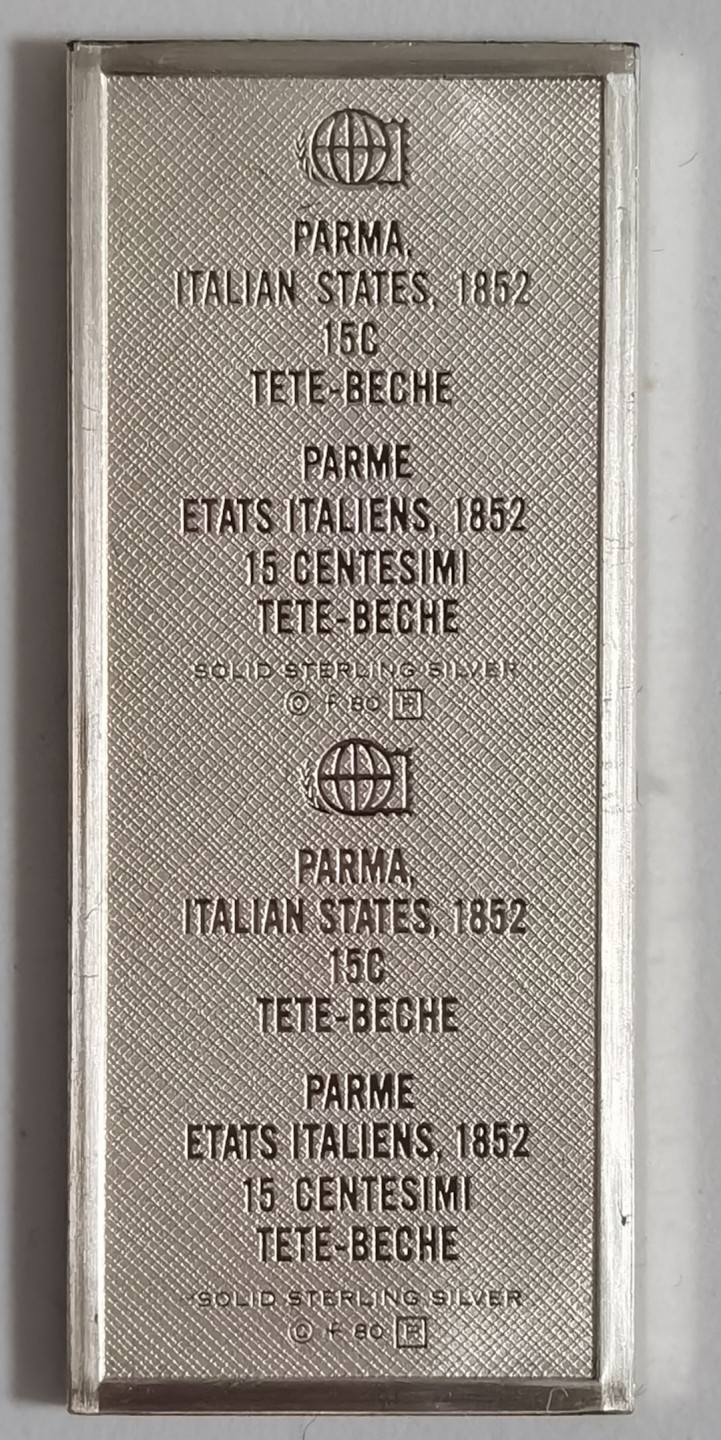 PARMA,
ITALIAN STATES, 1852
15C
TETE-BECHE
PARME
ETATS ITALIENS, 1852
15 CENTESIMI
TETE-BECHE
SOLID STERLING SILVER
© f 80
PARMA,
ITALIAN STATES, 1852
15C
TETE-BECHE
PARME
ETATS ITALIENS, 1852
15 CENTESIMI
TETE-BECHE
SOLID STERLING SILVER
© f 80